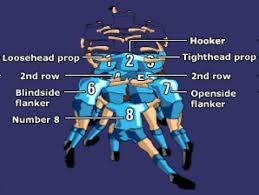 Hooker
Loosehead prop
Tighthead prop
1 2 3
2nd row
2nd row
4 5
Blindside
flanker
6
7
Openside
flanker
Number 8
8